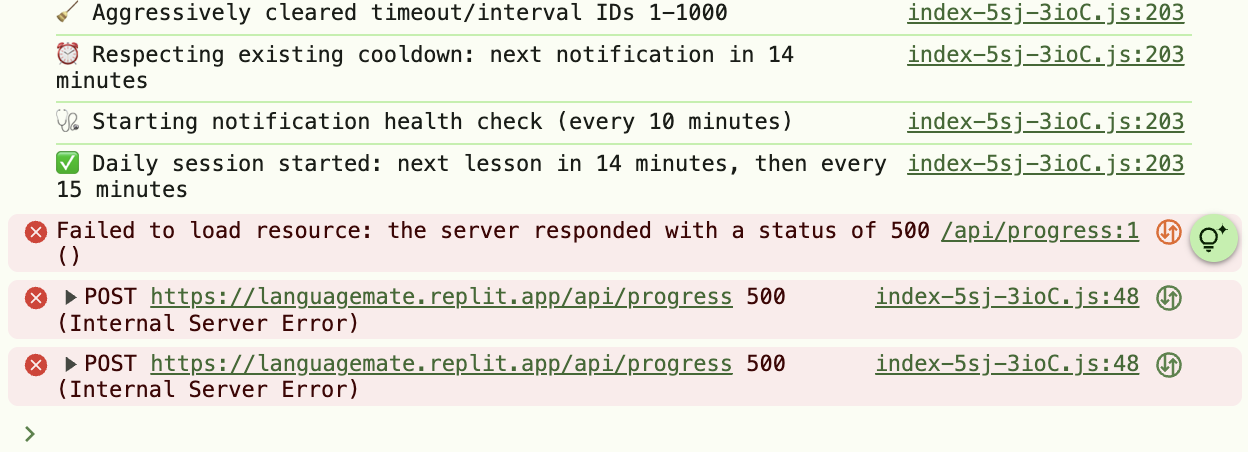 🧹 Aggressively cleared timeout/interval IDs 1-1000 index-5sj-3ioC.js:203
⏰ Respecting existing cooldown: next notification in 14 index-5sj-3ioC.js:203
minutes
🩺 Starting notification health check (every 10 minutes) index-5sj-3ioC.js:203
✅ Daily session started: next lesson in 14 minutes, then every index-5sj-3ioC.js:203
15 minutes
Failed to load resource: the server responded with a status of 500 /api/progress:1
()
▶ POST https://languagemate.replit.app/api/progress 500 index-5sj-3ioC.js:48
(Internal Server Error)
▶ POST https://languagemate.replit.app/api/progress 500 index-5sj-3ioC.js:48
(Internal Server Error)